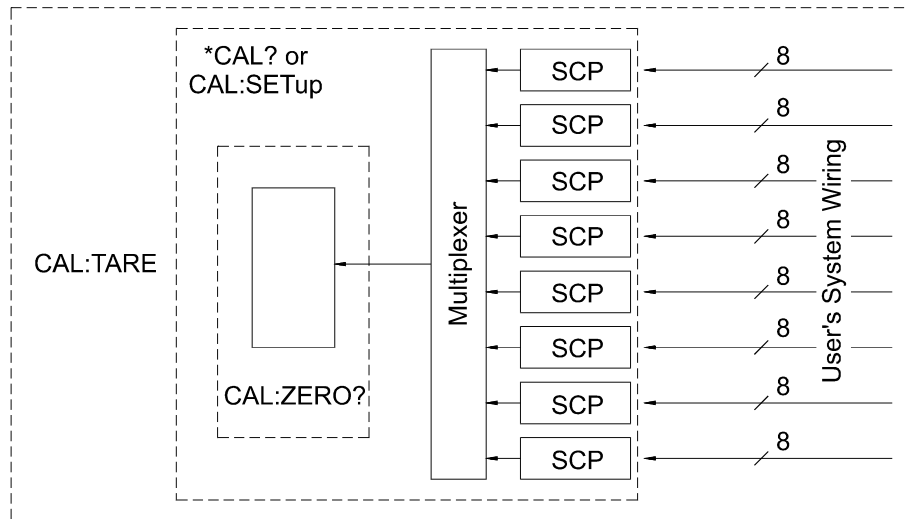 *CAL? or
CAL:SETup
CAL:TARE
CAL:ZERO?
Multiplexer
SCP
8
SCP
8
SCP
8
SCP
8
SCP
8
SCP
8
SCP
8
SCP
8
User's System Wiring